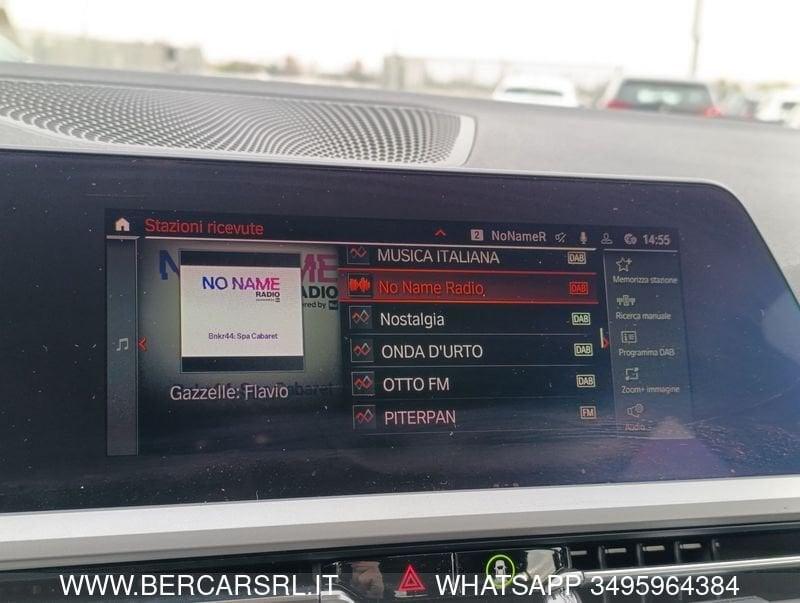 Stazioni ricevute
2 NoNameR 14:55
NO NAME
RADIO
Bnkr44: Spa Cabaret
Gazzelle: Flavio
MUSICA ITALIANA DAB
No Name Radio DAB
Nostalgia DAB
ONDA D'URTO DAB
OTTO FM DAB
PITERPAN FM
Memorizza stazione
Ricerca manuale
Programma DAB
Zoom+ immagine
Audio
WWW.BERCARSRL.IT WHATSAPP 3495964384